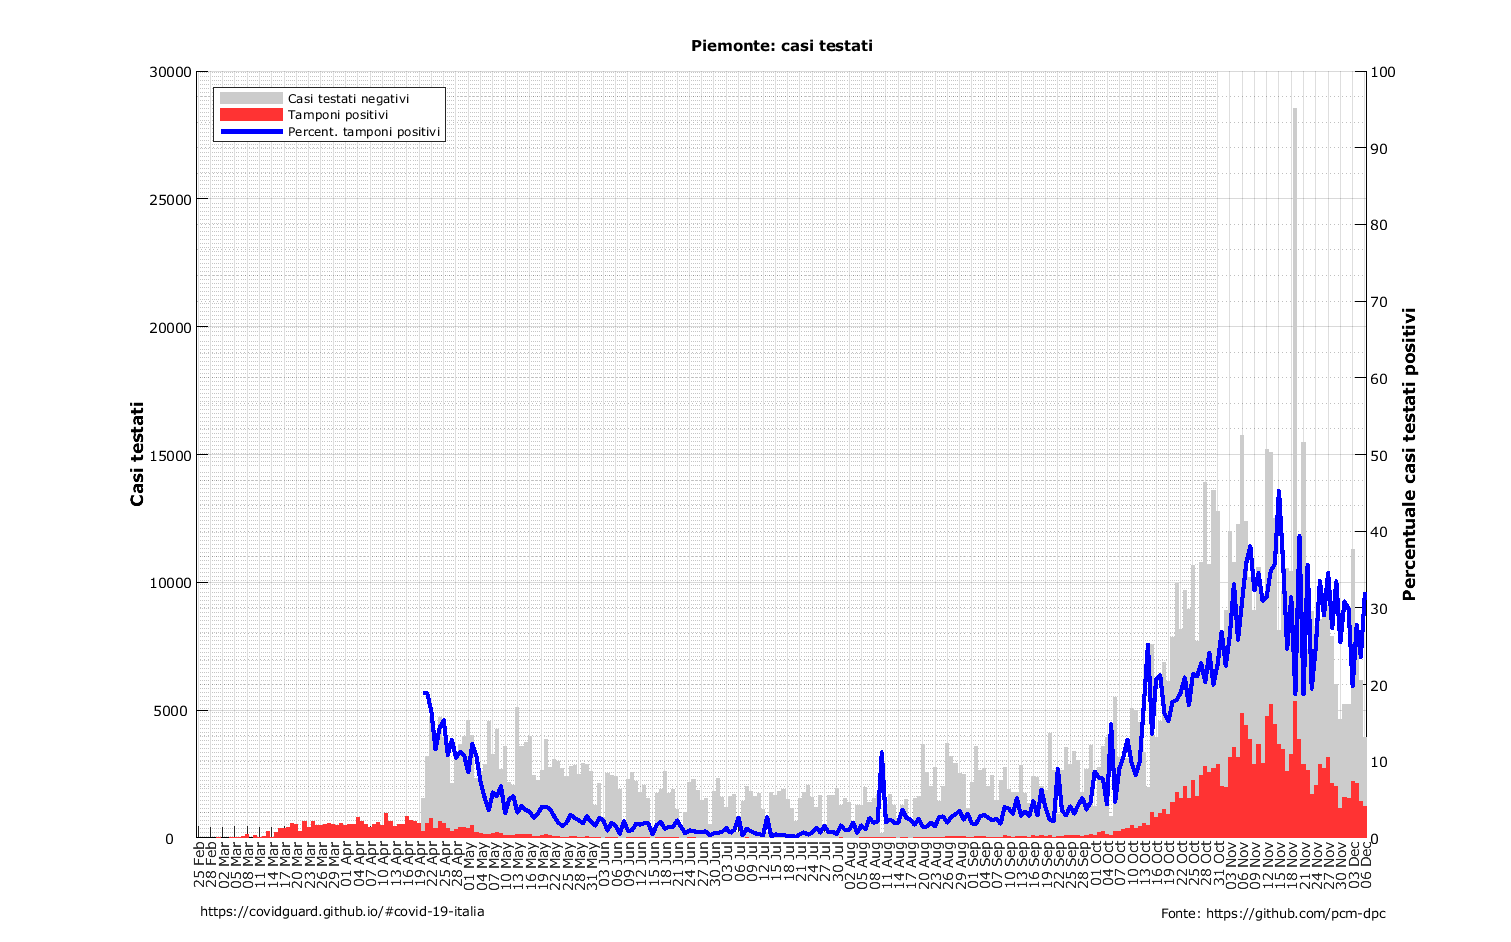 Piemonte: casi testati
30000
25000
20000
15000
10000
5000
0
Casi testati
100
90
80
70
60
50
40
30
20
10
0
Percentuale casi testati positivi
Casi testati negativi
Tamponi positivi
Percent. tamponi positivi
25 Feb
28 Feb
02 Mar
05 Mar
08 Mar
11 Mar
14 Mar
17 Mar
20 Mar
23 Mar
26 Mar
29 Mar
01 Apr
04 Apr
07 Apr
10 Apr
13 Apr
16 Apr
19 Apr
22 Apr
25 Apr
28 Apr
01 May
04 May
07 May
10 May
13 May
16 May
19 May
22 May
25 May
28 May
31 May
03 Jun
06 Jun
09 Jun
12 Jun
15 Jun
18 Jun
21 Jun
24 Jun
27 Jun
30 Jun
03 Jul
06 Jul
09 Jul
12 Jul
15 Jul
18 Jul
21 Jul
24 Jul
27 Jul
30 Jul
02 Aug
05 Aug
08 Aug
11 Aug
14 Aug
17 Aug
20 Aug
23 Aug
26 Aug
29 Aug
01 Sep
04 Sep
07 Sep
10 Sep
13 Sep
16 Sep
19 Sep
22 Sep
25 Sep
28 Sep
01 Oct
04 Oct
07 Oct
10 Oct
13 Oct
16 Oct
19 Oct
22 Oct
25 Oct
28 Oct
31 Oct
03 Nov
06 Nov
09 Nov
12 Nov
15 Nov
18 Nov
21 Nov
24 Nov
27 Nov
30 Nov
03 Dec
06 Dec
https://covidguard.github.io/#covid-19-italia
Fonte: https://github.com/pcm-dpc